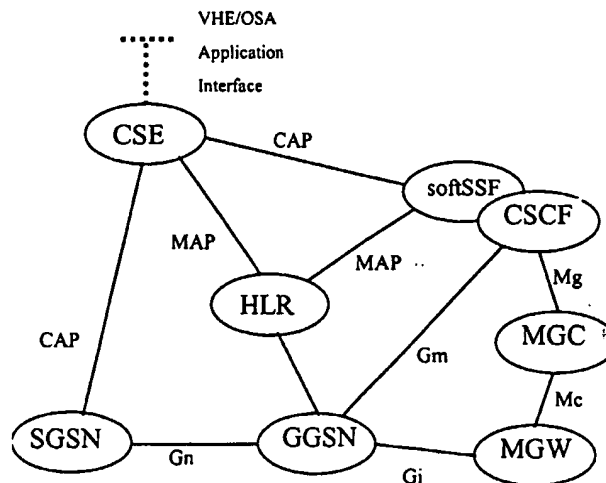 VHE/OSA
Application
Interface
CSE
CAP
softSSF
CSCF
MAP
MAP
Mg
HLR
MGC
CAP
Gm
Mc
SGSN
GGSN
MGW
Gn
Gi